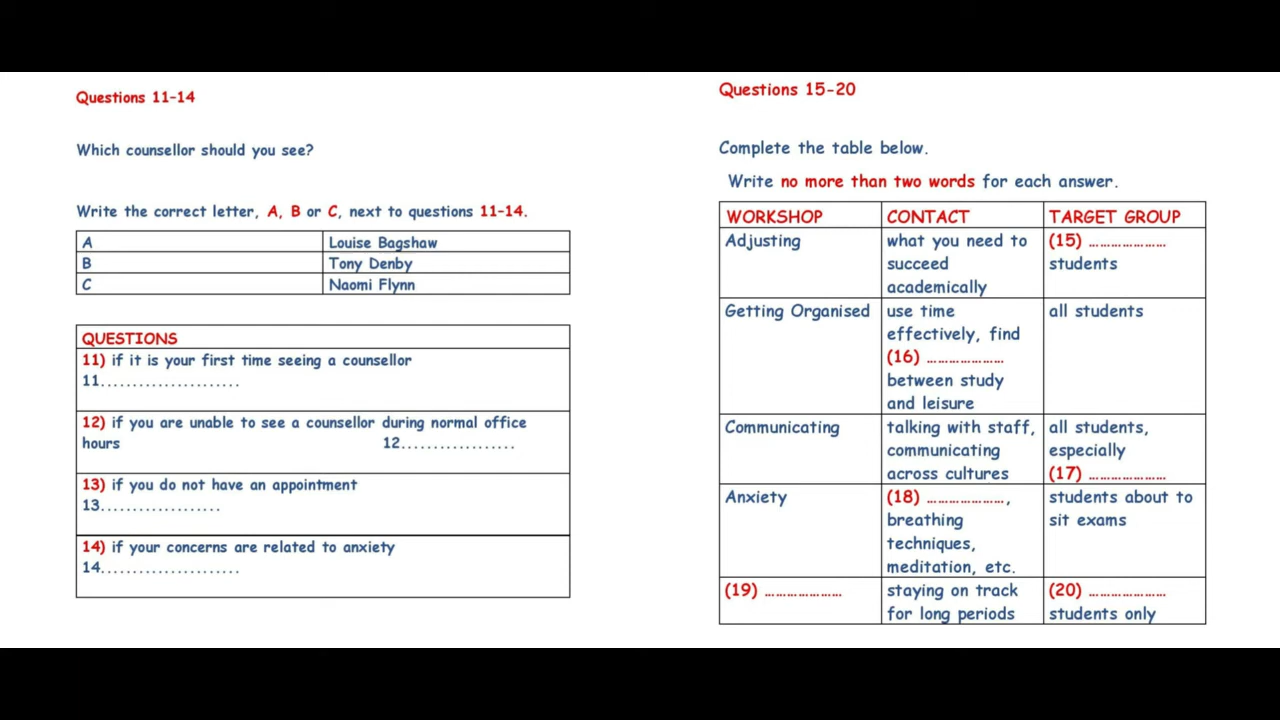 Questions 11-14
Which counsellor should you see?
Write the correct letter, A, B or C, next to questions 11-14.
A Louise Bagshaw
B Tony Denby
C Naomi Flynn
QUESTIONS
11) if it is your first time seeing a counsellor
11......................
12) if you are unable to see a counsellor during normal office
hours 12..................
13) if you do not have an appointment
13...................
14) if your concerns are related to anxiety
14......................
Questions 15-20
Complete the table below.
Write no more than two words for each answer.
WORKSHOP CONTACT TARGET GROUP
Adjusting what you need to (15) …………………
succeed students
academically
Getting Organised use time all students
effectively, find
(16) …………………
between study
and leisure
Communicating talking with staff, all students,
communicating especially
across cultures (17) …………………
Anxiety (18) …………………, students about to
breathing sit exams
techniques,
meditation, etc.
(19) ………………… staying on track (20) …………………
for long periods students only